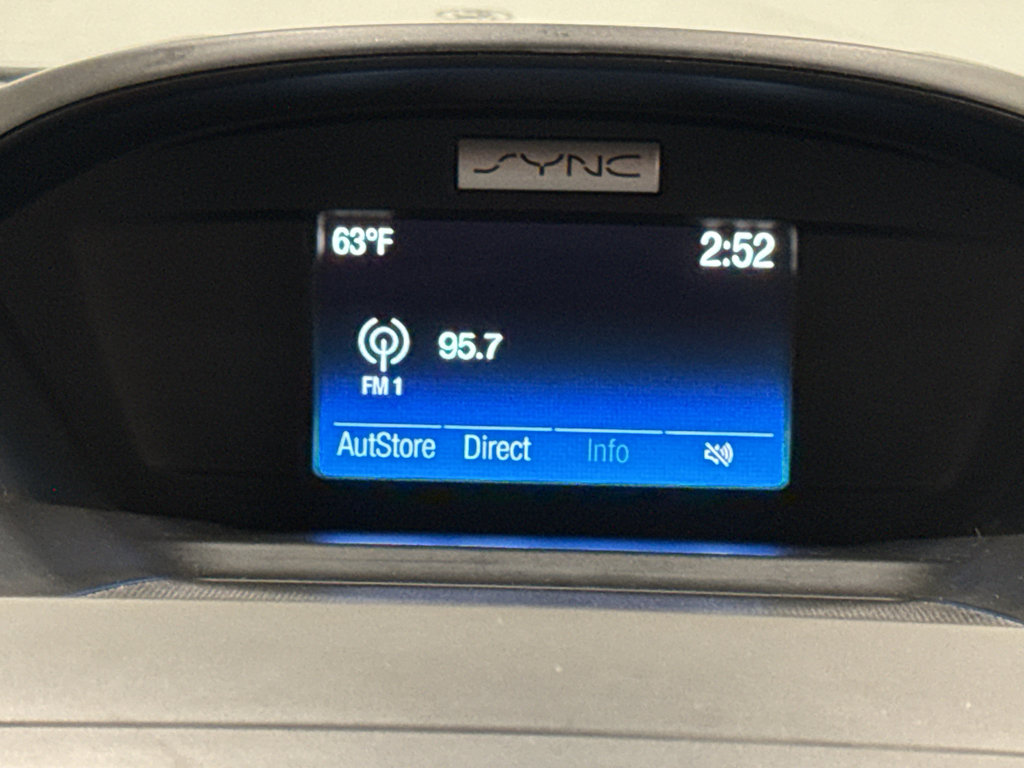 SYNC
63°F 2:52
95.7
FM 1
AutStore Direct Info